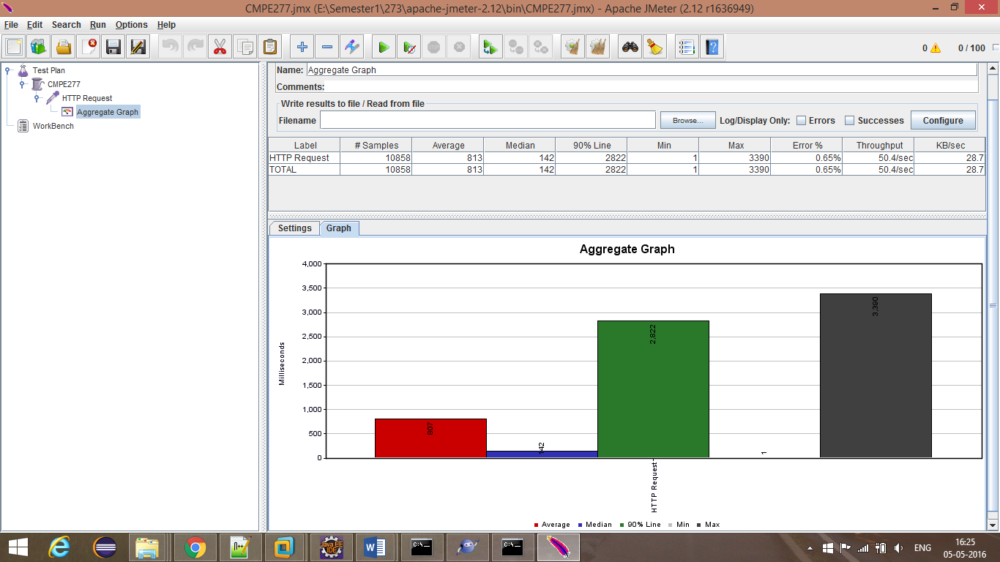 CMPE277.jmx (E:\Semester1\273\apache-jmeter-2.12\bin\CMPE277.jmx) - Apache JMeter (2.12 r1636949)
File Edit Search Run Options Help
0 0 / 100
Test Plan
CMPE277
HTTP Request
Aggregate Graph
WorkBench
Name: Aggregate Graph
Comments:
Write results to file / Read from file
Filename Browse... Log/Display Only: Errors Successes Configure
Label # Samples Average Median 90% Line Min Max Error % Throughput KB/sec
HTTP Request 10858 813 142 2822 1 3390 0.65% 50.4/sec 28.7
TOTAL 10858 813 142 2822 1 3390 0.65% 50.4/sec 28.7
Settings Graph
Aggregate Graph
Milliseconds
4,000
3,500
3,000
2,500
2,000
1,500
1,000
500
0
807
142
2,822
1
3,390
HTTP Request
Average Median 90% Line Min Max
Java EE
IDE
C:\
C:\
ENG
16:25
05-05-2016